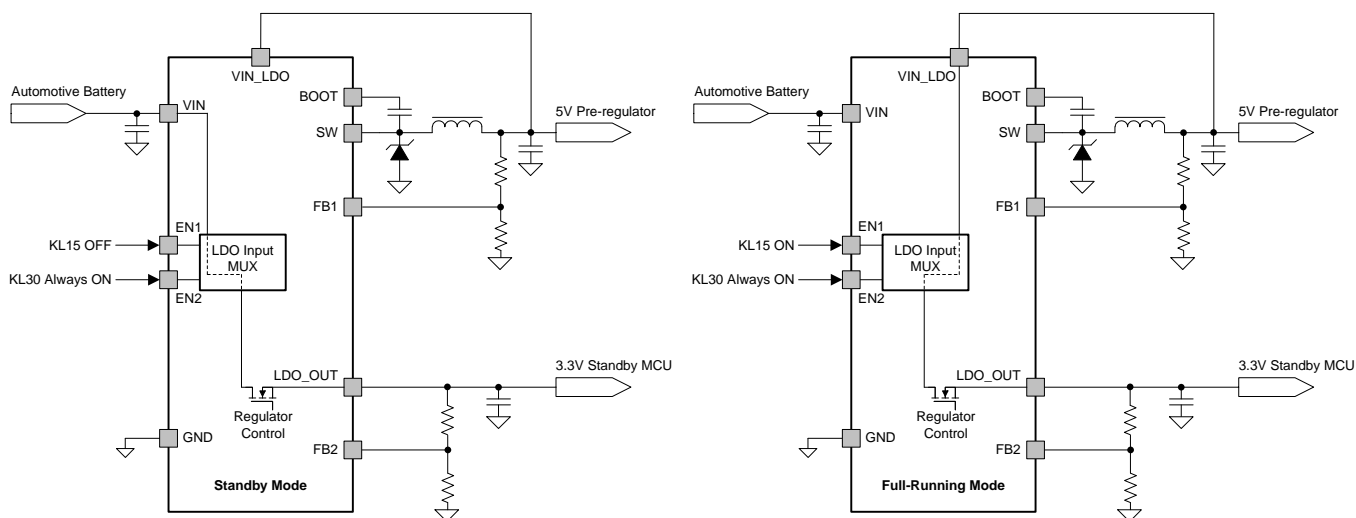 VIN_LDO
Automotive Battery
VIN
BOOT
5V Pre-regulator
SW
FB1
EN1
KL15 OFF
LDO Input
MUX
KL30 Always ON
EN2
3.3V Standby MCU
LDO_OUT
Regulator
Control
GND
FB2
Standby Mode
VIN_LDO
Automotive Battery
VIN
BOOT
5V Pre-regulator
SW
FB1
EN1
KL15 ON
LDO Input
MUX
KL30 Always ON
EN2
3.3V Standby MCU
LDO_OUT
Regulator
Control
GND
FB2
Full-Running Mode